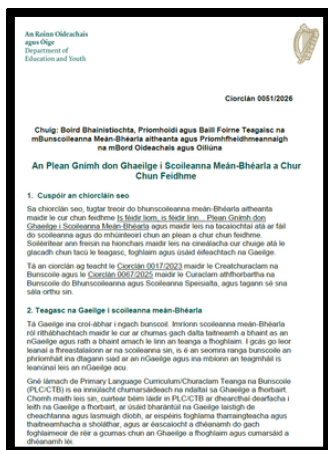 An Roinn Oideachais
agus Óige
Department of
Education and Youth
Ciorclán 0051/2026
Chuig: Boird Bhainistíochta, Príomhoidí agus Baill Foirne Teagaisc na
mBunscoileanna Meán-Bhéarla aitheanta agus Príomhfheidhmeannaigh
na mBord Oideachais agus Oiliúna
An Plean Gnímh don Ghaeilge i Scoileanna Meán-Bhéarla a Chur
Chun Feidhme
1. Cuspóir an chiorcláin seo
Sa chiorclán seo, tugtar treoir do bhunscoileanna meán-Bhéarla aitheanta
maidir le cur chun feidhme Is féidir liom, is féidir linn... Plean Gnímh don
Ghaeilge i Scoileanna Meán-Bhéarla agus maidir leis na tacaíochtaí atá ar fáil
do scoileanna agus do mhúinteoirí chun an plean a chur chun feidhme.
Soiléirítear ann freisin na hionchais maidir leis na cineálacha cur chuige atá le
glacadh chun tacú le teagasc, foghlaim agus úsáid éifeachtach na Gaeilge.
Tá an ciorclán ag teacht le Ciorclán 0017/2023 maidir le Creatchuraclam na
Bunscoile agus le Ciorclán 0067/2025 maidir le Curaclam athfhorbartha na
Bunscoile do Bhunscoileanna agus Scoileanna Speisialta, agus tagann sé sna
sála orthu sin.
2. Teagasc na Gaeilge i scoileanna meán-Bhéarla
Tá Gaeilge ina croí-ábhar i ngach bunscoil. Imríonn scoileanna meán-Bhéarla
ról ríthábhachtach maidir le cur ar chumas gach dalta taitneamh a bhaint as an
nGaeilge agus rath a bhaint amach le linn an teanga a fhoghlaim. I gcás go leor
leanaí a fhreastalaíonn ar na scoileanna sin, is é an seomra ranga bunscoile an
phríomháit ina dtagann siad ar an nGaeilge agus ina mbíonn an teagmháil is
leanúnaí leis an nGaeilge acu.
Gné lárnach de Primary Language Curriculum/Churaclam Teanga na Bunscoile
(PLC/CTB) is ea inniúlacht chumarsáideach na ndaltaí sa Ghaeilge a fhorbairt.
Chomh maith leis sin, cuirtear béim láidir in PLC/CTB ar dhearcthaí dearfacha i
leith na Gaeilge a fhorbairt, ar úsáid bharántúil na Gaeilge laistigh de
cheachtanna agus lasmuigh díobh, ar eispéiris foghlama tharraingteacha agus
thaitneamhacha a sholáthar, agus ar éascaíocht a dhéanamh do gach
foghlaimeoir de réir a gcumas chun an Ghaeilge a fhoghlaim agus cumarsáid a
dhéanamh léi.